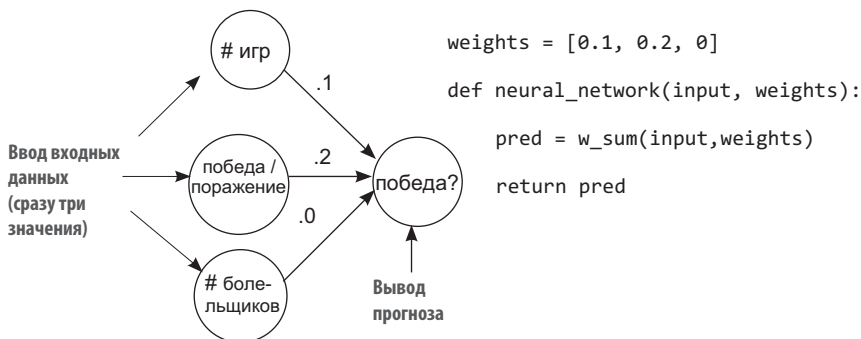 # игр
.1
Ввод входных
данных
(сразу три
значения)
победа /
поражение
.2
победа?
.0
# боле-
льщиков
Вывод
прогноза
weights = [0.1, 0.2, 0]
def neural_network(input, weights):
pred = w_sum(input,weights)
return pred